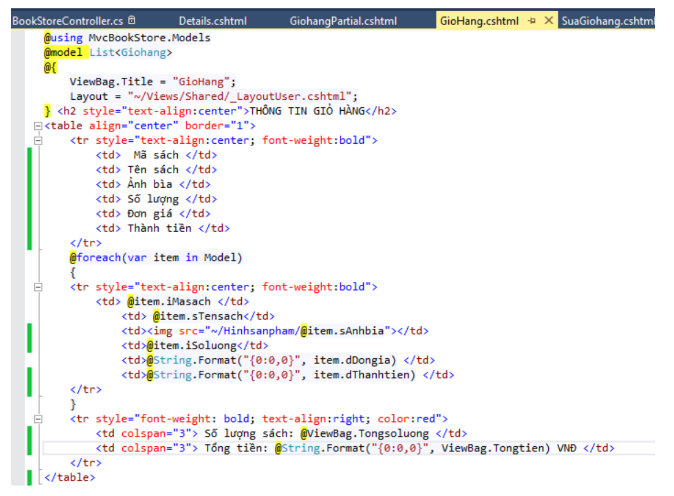 BookStoreController.cs Details.cshtml GiohangPartial.cshtml GioHang.cshtml SuaGiohang.cshtml
@using MvcBookStore.Models
@model List<Giohang>
@{
ViewBag.Title = "GioHang";
Layout = "~/Views/Shared/_LayoutUser.cshtml";
} <h2 style="text-align:center">THÔNG TIN GIỎ HÀNG</h2>
<table align="center" border="1">
<tr style="text-align:center; font-weight:bold">
<td> Mã sách </td>
<td> Tên sách </td>
<td> Ảnh bìa </td>
<td> Số lượng </td>
<td> Đơn giá </td>
<td> Thành tiền </td>
</tr>
@foreach(var item in Model)
{
<tr style="text-align:center; font-weight:bold">
<td> @item.iMasach </td>
<td> @item.sTensach</td>
<td><img src="~/Hinhsanpham/@item.sAnhbia"></td>
<td>@item.iSoluong</td>
<td>@String.Format("{0:0,0}", item.dDongia) </td>
<td>@String.Format("{0:0,0}", item.dThanhtien) </td>
</tr>
}
<tr style="font-weight: bold; text-align:right; color:red">
<td colspan="3"> Số lượng sách: @ViewBag.Tongsoluong </td>
<td colspan="3"> Tổng tiền: @String.Format("{0:0,0}", ViewBag.Tongtien) VNĐ </td>
</tr>
</table>